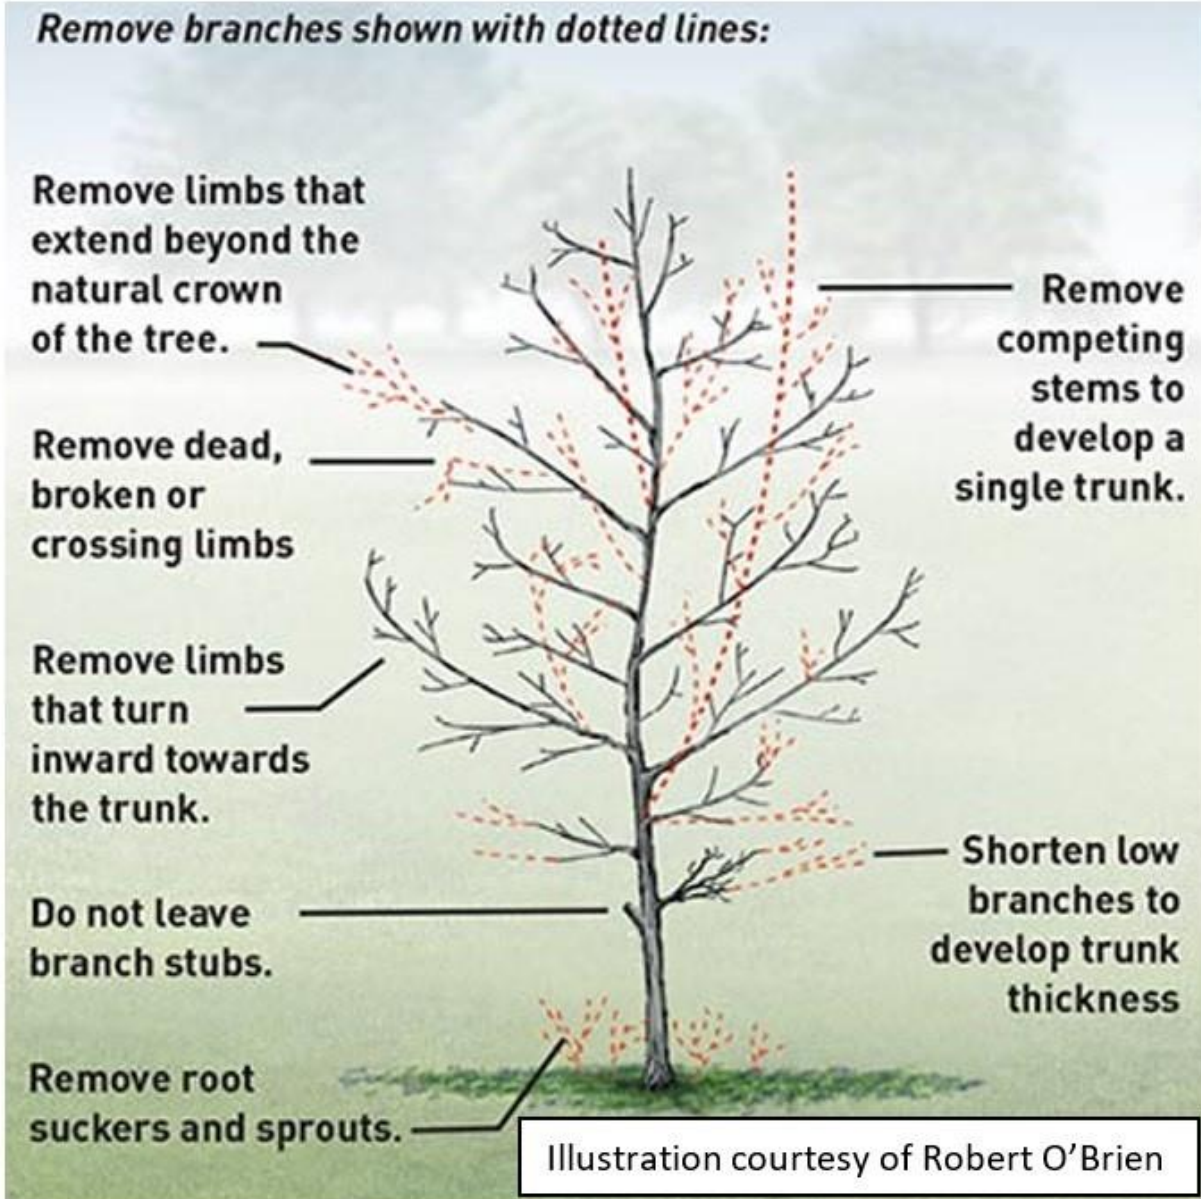 Remove branches shown with dotted lines:
Remove limbs that
extend beyond the
natural crown
of the tree.
Remove
competing
stems to
develop a
single trunk.
Remove dead,
broken or
crossing limbs
Remove limbs
that turn
inward towards
the trunk.
Shorten low
branches to
develop trunk
thickness
Do not leave
branch stubs.
Remove root
suckers and sprouts.
Illustration courtesy of Robert O’Brien